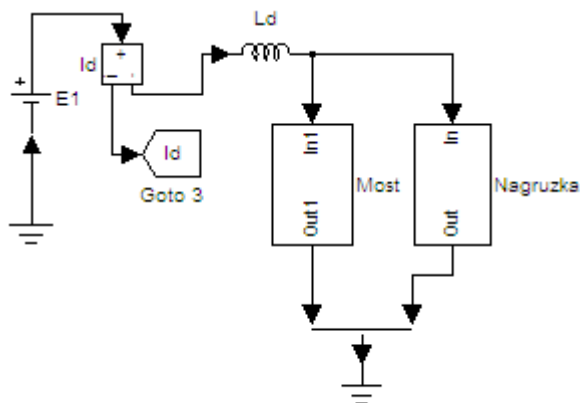 Ld
+
Id
+
E1
Id
Goto 3
In1
Out1
Most
In
Out
Nagruzka